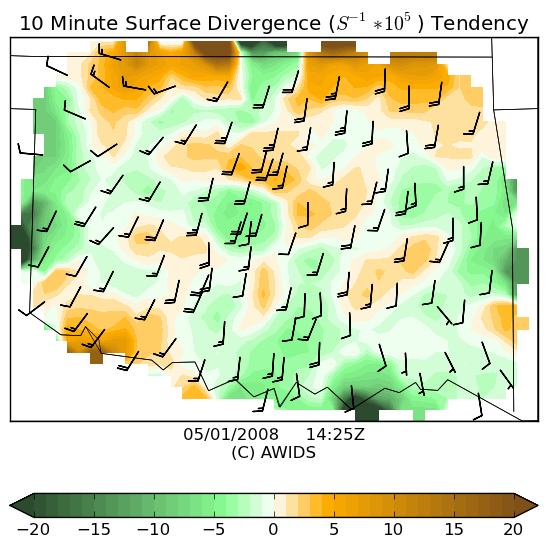 10 Minute Surface Divergence (S⁻¹ *10⁵ ) Tendency
05/01/2008 14:25Z
(C) AWIDS
−20 −15 −10 −5 0 5 10 15 20